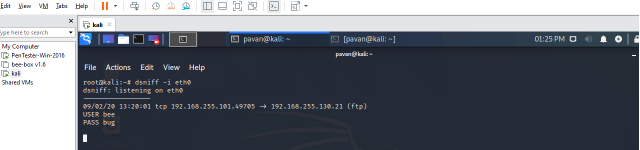 Edit View VM Tabs Help
type here to search
My Computer
PenTester-Win-2016
bee-box v1.6
kali
Shared VMs
kali
pavan@kali: ~
[pavan@kali: ~]
01:25 PM
pavan@kali: ~
File Actions Edit View Help
root@kali:~# dsniff -i eth0
dsniff: listening on eth0
09/02/20 13:20:01 tcp 192.168.255.101.49705 → 192.168.255.130.21 (ftp)
USER bee
PASS bug